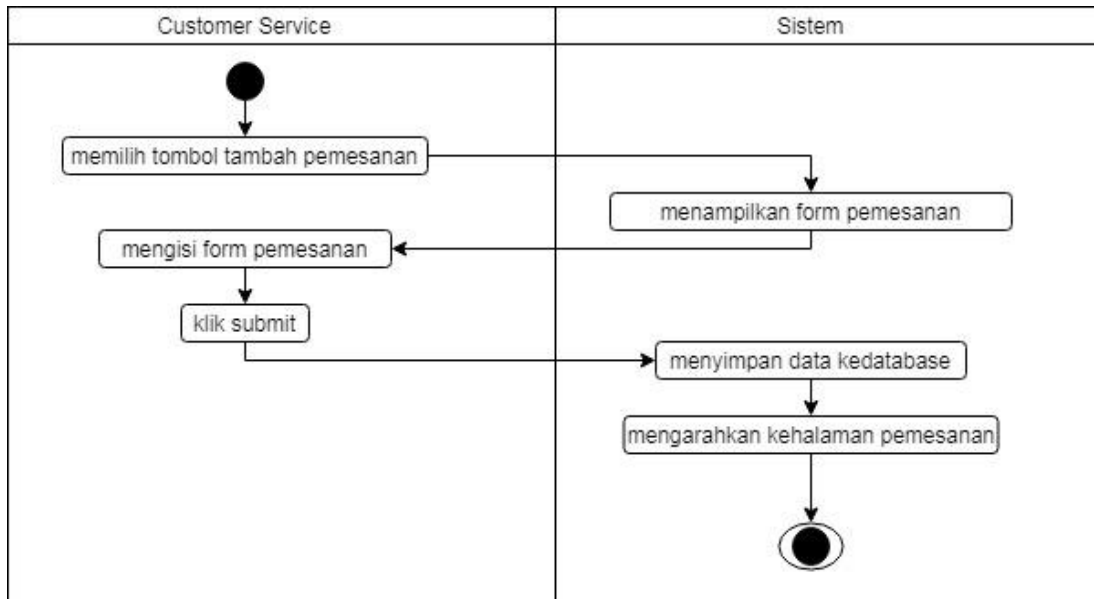 Customer Service
Sistem
memilih tombol tambah pemesanan
menampilkan form pemesanan
mengisi form pemesanan
klik submit
menyimpan data kedatabase
mengarahkan kehalaman pemesanan